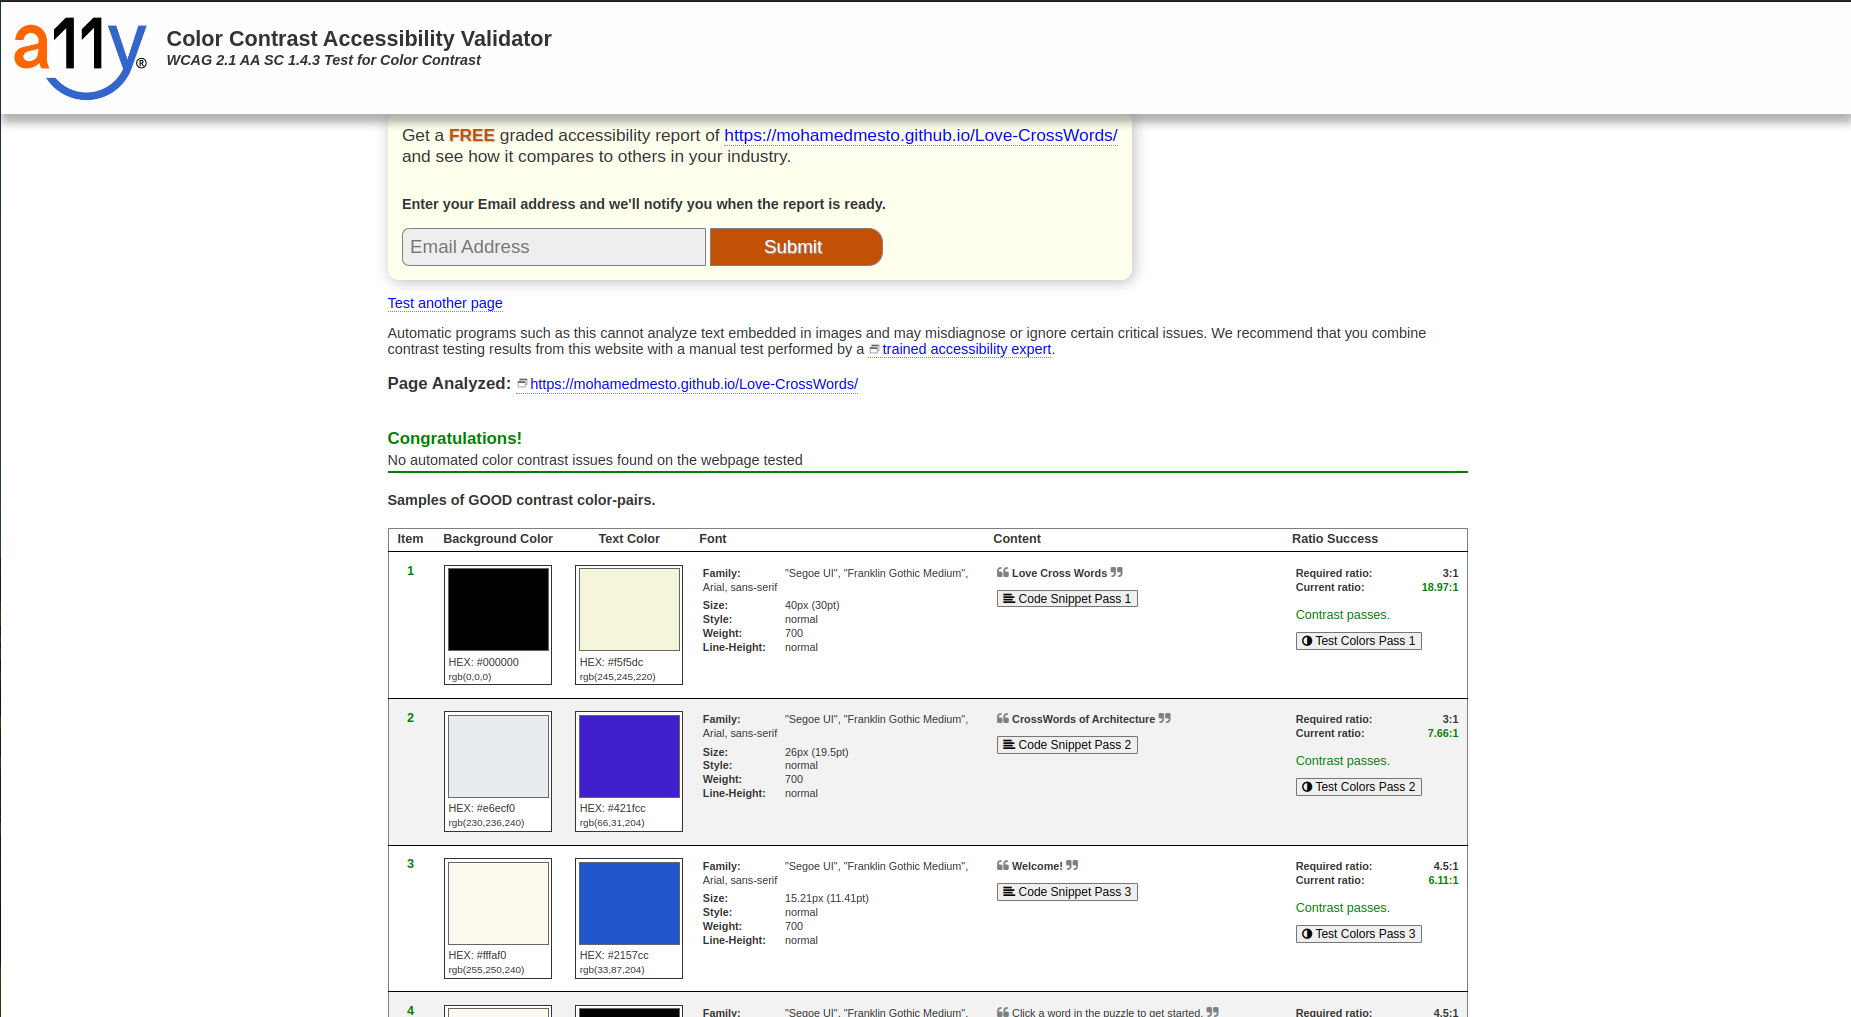 a11y®
Color Contrast Accessibility Validator
WCAG 2.1 AA SC 1.4.3 Test for Color Contrast
Get a FREE graded accessibility report of https://mohamedmesto.github.io/Love-CrossWords/
and see how it compares to others in your industry.
Enter your Email address and we'll notify you when the report is ready.
Email Address
Submit
Test another page
Automatic programs such as this cannot analyze text embedded in images and may misdiagnose or ignore certain critical issues. We recommend that you combine
contrast testing results from this website with a manual test performed by a trained accessibility expert.
Page Analyzed: https://mohamedmesto.github.io/Love-CrossWords/
Congratulations!
No automated color contrast issues found on the webpage tested
Samples of GOOD contrast color-pairs.
Item Background Color Text Color Font Content Ratio Success
1
HEX: #000000
rgb(0,0,0)
HEX: #f5f5dc
rgb(245,245,220)
Family: "Segoe UI", "Franklin Gothic Medium",
Arial, sans-serif
Size: 40px (30pt)
Style: normal
Weight: 700
Line-Height: normal
Love Cross Words
Code Snippet Pass 1
Required ratio: 3:1
Current ratio: 18.97:1
Contrast passes.
Test Colors Pass 1
2
HEX: #e6ecf0
rgb(230,236,240)
HEX: #421fcc
rgb(66,31,204)
Family: "Segoe UI", "Franklin Gothic Medium",
Arial, sans-serif
Size: 26px (19.5pt)
Style: normal
Weight: 700
Line-Height: normal
CrossWords of Architecture
Code Snippet Pass 2
Required ratio: 3:1
Current ratio: 7.66:1
Contrast passes.
Test Colors Pass 2
3
HEX: #fffaf0
rgb(255,250,240)
HEX: #2157cc
rgb(33,87,204)
Family: "Segoe UI", "Franklin Gothic Medium",
Arial, sans-serif
Size: 15.21px (11.41pt)
Style: normal
Weight: 700
Line-Height: normal
Welcome!
Code Snippet Pass 3
Required ratio: 4.5:1
Current ratio: 6.11:1
Contrast passes.
Test Colors Pass 3
4
Family: "Segoe UI", "Franklin Gothic Medium",
Click a word in the puzzle to get started.
Required ratio: 4.5:1